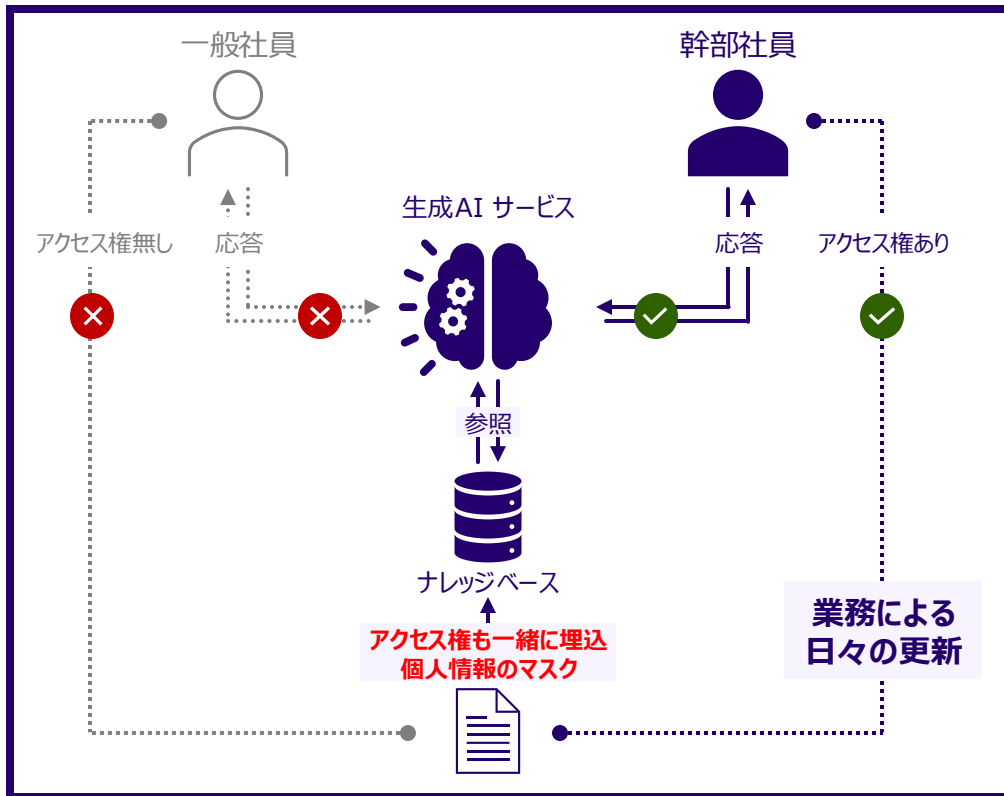 一般社員
幹部社員
生成AI サービス
アクセス権無し
応答
応答
アクセス権あり
参照
ナレッジベース
アクセス権も一緒に埋込
個人情報のマスク
業務による
日々の更新